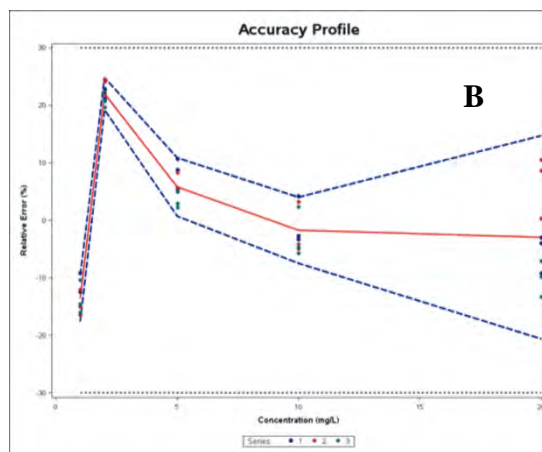 Accuracy Profile
B
30
20
10
0
-10
-20
-30
Relative Error (%)
0
5
10
15
20
Concentration (mg/L)
Series 1 2 3